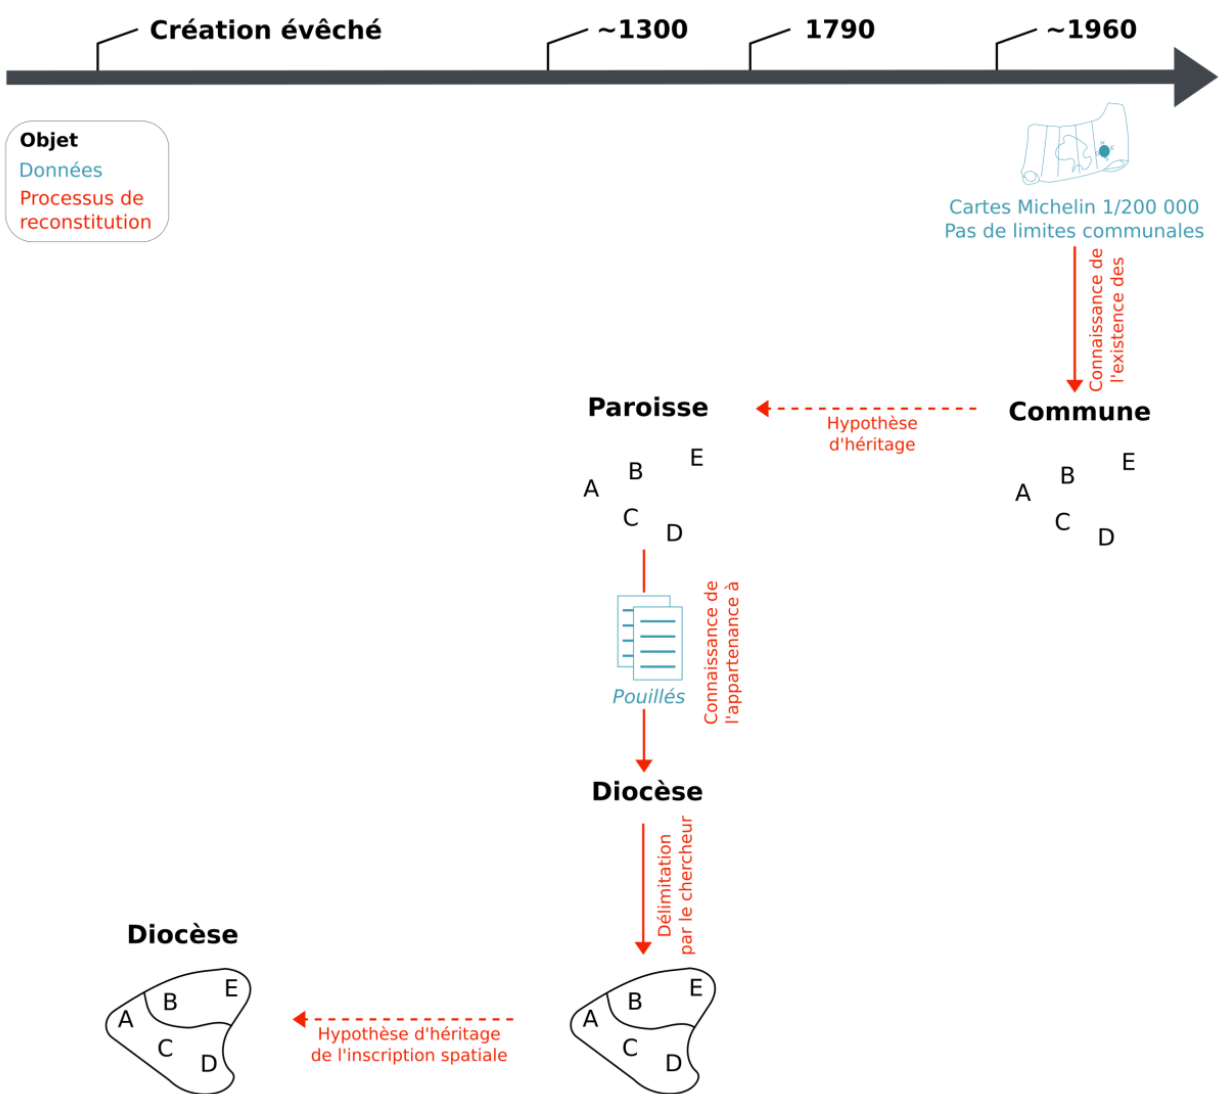 Création évêché
~1300
1790
~1960
Objet
Données
Processus de
reconstitution
Cartes Michelin 1/200 000
Pas de limites communales
Connaissance de
l'existence des
Paroisse
Hypothèse
d'héritage
Commune
A
B
E
C
D
A
B
E
C
D
Connaissance de
l'appartenance à
Pouillés
Diocèse
Délimitation
par le chercheur
Diocèse
A
B
E
C
D
Hypothèse d'héritage
de l'inscription spatiale
A
B
E
C
D